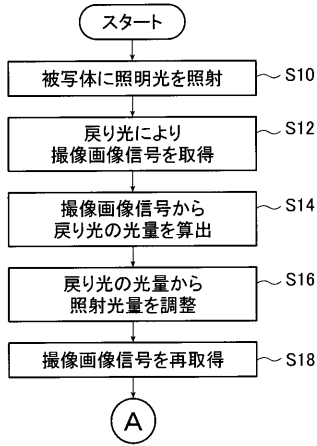 スタート
被写体に照明光を照射
S10
戻り光により
撮像画像信号を取得
S12
撮像画像信号から
戻り光の光量を算出
S14
戻り光の光量から
照射光量を調整
S16
撮像画像信号を再取得
S18
A